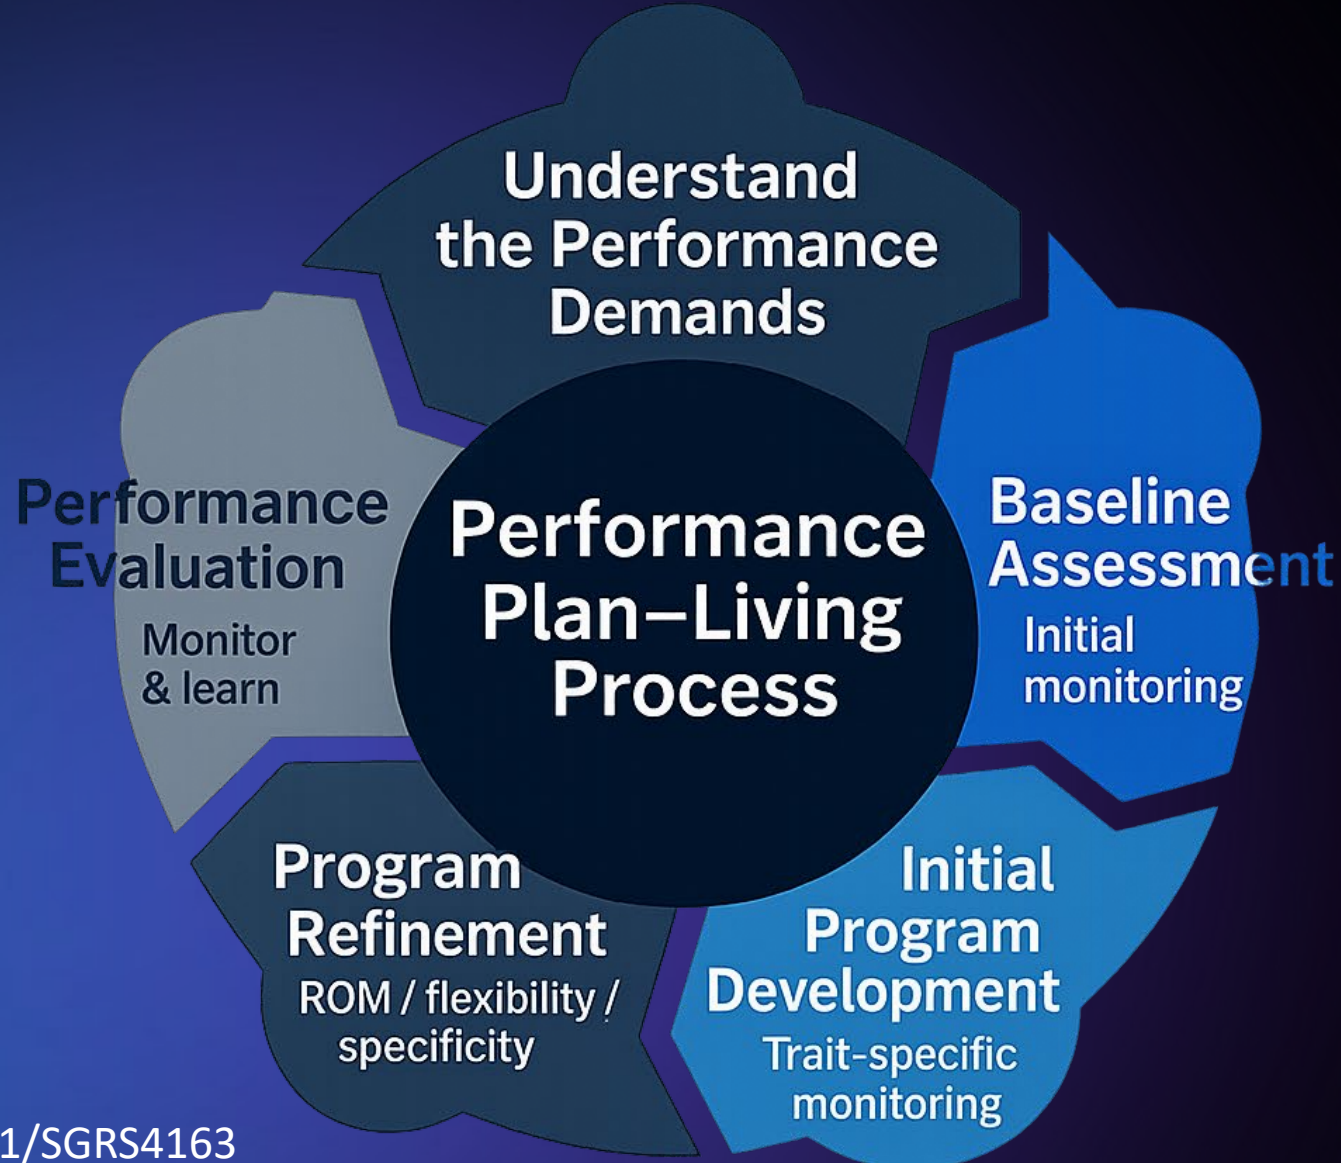 Understand
the Performance
Demands
Baseline
Assessment
Initial
monitoring
Initial
Program
Development
Trait-specific
monitoring
Program
Refinement
ROM / flexibility /
specificity
Performance
Evaluation
Monitor
& learn
Performance
Plan–Living
Process
1/SGRS4163